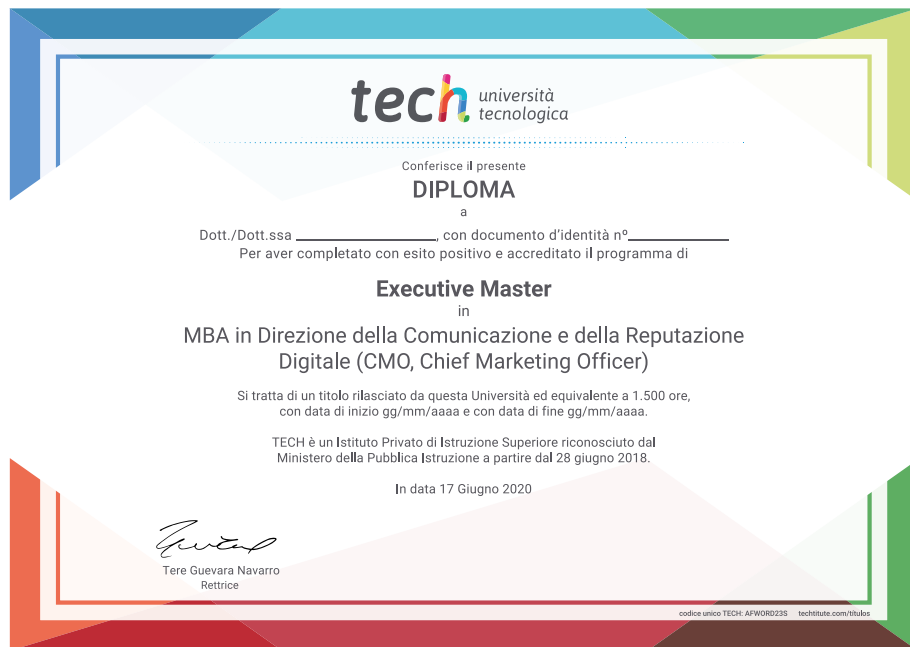 tech università
tecnologica
Conferisce il presente
DIPLOMA
a
Dott./Dott.ssa ________________, con documento d'identità nº____________
Per aver completato con esito positivo e accreditato il programma di
Executive Master
in
MBA in Direzione della Comunicazione e della Reputazione
Digitale (CMO, Chief Marketing Officer)
Si tratta di un titolo rilasciato da questa Università ed equivalente a 1.500 ore,
con data di inizio gg/mm/aaaa e con data di fine gg/mm/aaaa.
TECH è un Istituto Privato di Istruzione Superiore riconosciuto dal
Ministero della Pubblica Istruzione a partire dal 28 giugno 2018.
In data 17 Giugno 2020
Tere Guevara Navarro
Rettrice
codice unico TECH: AFWORD23S techtitute.com/títulos